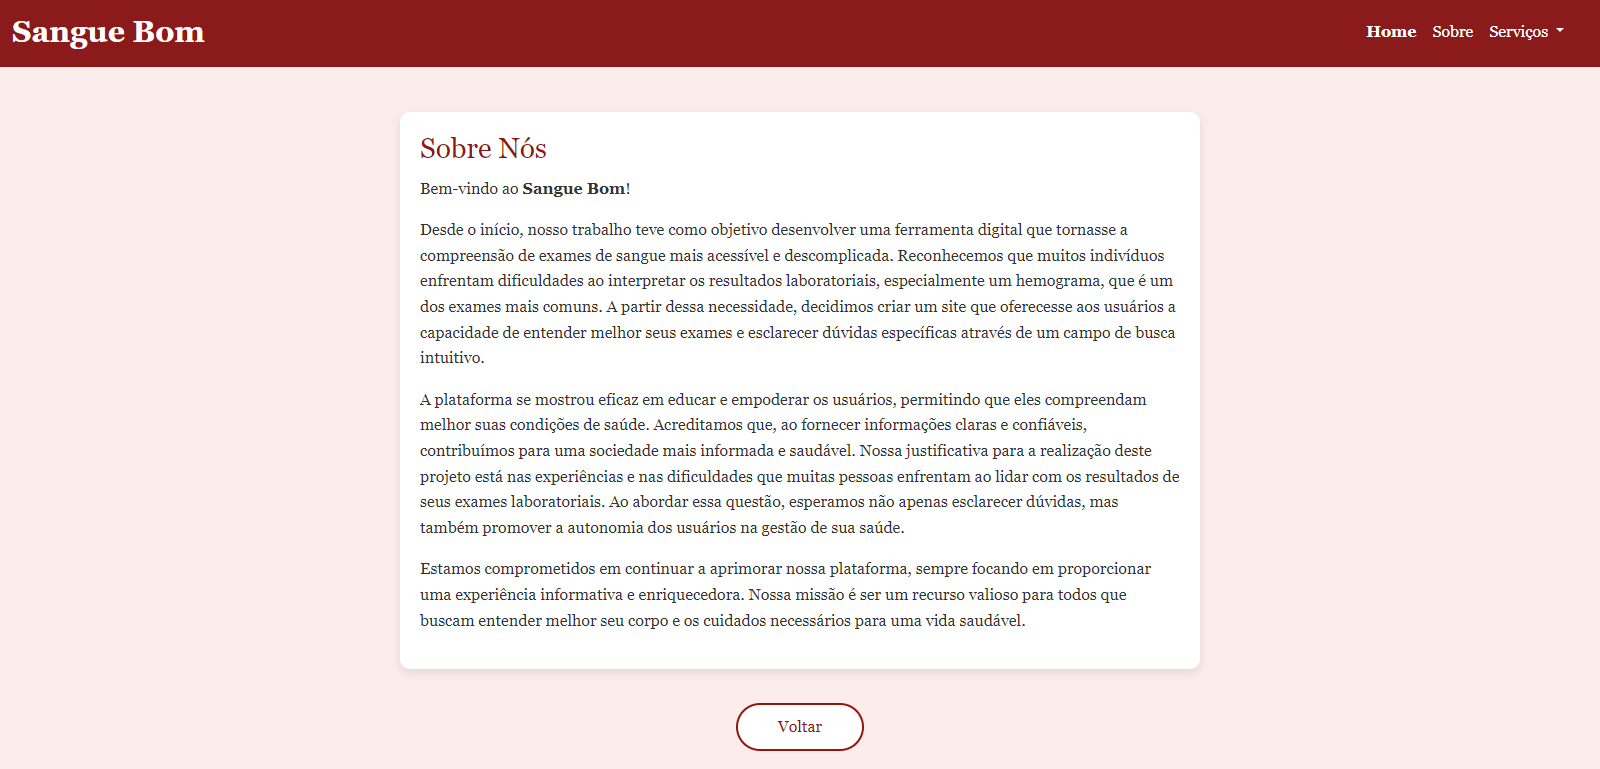 Sangue Bom
Home Sobre Serviços
Sobre Nós
Bem-vindo ao Sangue Bom!
Desde o início, nosso trabalho teve como objetivo desenvolver uma ferramenta digital que tornasse a
compreensão de exames de sangue mais acessível e descomplicada. Reconhecemos que muitos indivíduos
enfrentam dificuldades ao interpretar os resultados laboratoriais, especialmente um hemograma, que é um
dos exames mais comuns. A partir dessa necessidade, decidimos criar um site que oferecesse aos usuários a
capacidade de entender melhor seus exames e esclarecer dúvidas específicas através de um campo de busca
intuitivo.
A plataforma se mostrou eficaz em educar e empoderar os usuários, permitindo que eles compreendam
melhor suas condições de saúde. Acreditamos que, ao fornecer informações claras e confiáveis,
contribuímos para uma sociedade mais informada e saudável. Nossa justificativa para a realização deste
projeto está nas experiências e nas dificuldades que muitas pessoas enfrentam ao lidar com os resultados de
seus exames laboratoriais. Ao abordar essa questão, esperamos não apenas esclarecer dúvidas, mas
também promover a autonomia dos usuários na gestão de sua saúde.
Estamos comprometidos em continuar a aprimorar nossa plataforma, sempre focando em proporcionar
uma experiência informativa e enriquecedora. Nossa missão é ser um recurso valioso para todos que
buscam entender melhor seu corpo e os cuidados necessários para uma vida saudável.
Voltar